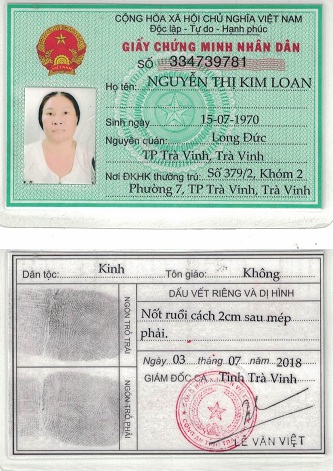 CỘNG HÒA XÃ HỘI CHỦ NGHĨA VIỆT NAM
Độc lập - Tự do - Hạnh phúc
GIẤY CHỨNG MINH NHÂN DÂN
SỐ 334739781
Họ tên: NGUYỄN THỊ KIM LOAN
Sinh ngày 15-07-1970
Nguyên quán: Long Đức
TP Trà Vinh, Trà Vinh
Nơi ĐKHK thường trú: Số 379/2, Khóm 2
Phường 7, TP Trà Vinh, Trà Vinh
Dân tộc: Kinh Tôn giáo: Không
NGÓN TRỎ TRÁI
DẤU VẾT RIÊNG VÀ DỊ HÌNH
Nốt ruồi cách 2cm sau mép
phải.
Ngày 03 tháng 07 năm 2018
GIÁM ĐỐC CA Tỉnh Trà Vinh
NGÓN TRỎ PHẢI
LÊ VĂN VIỆT